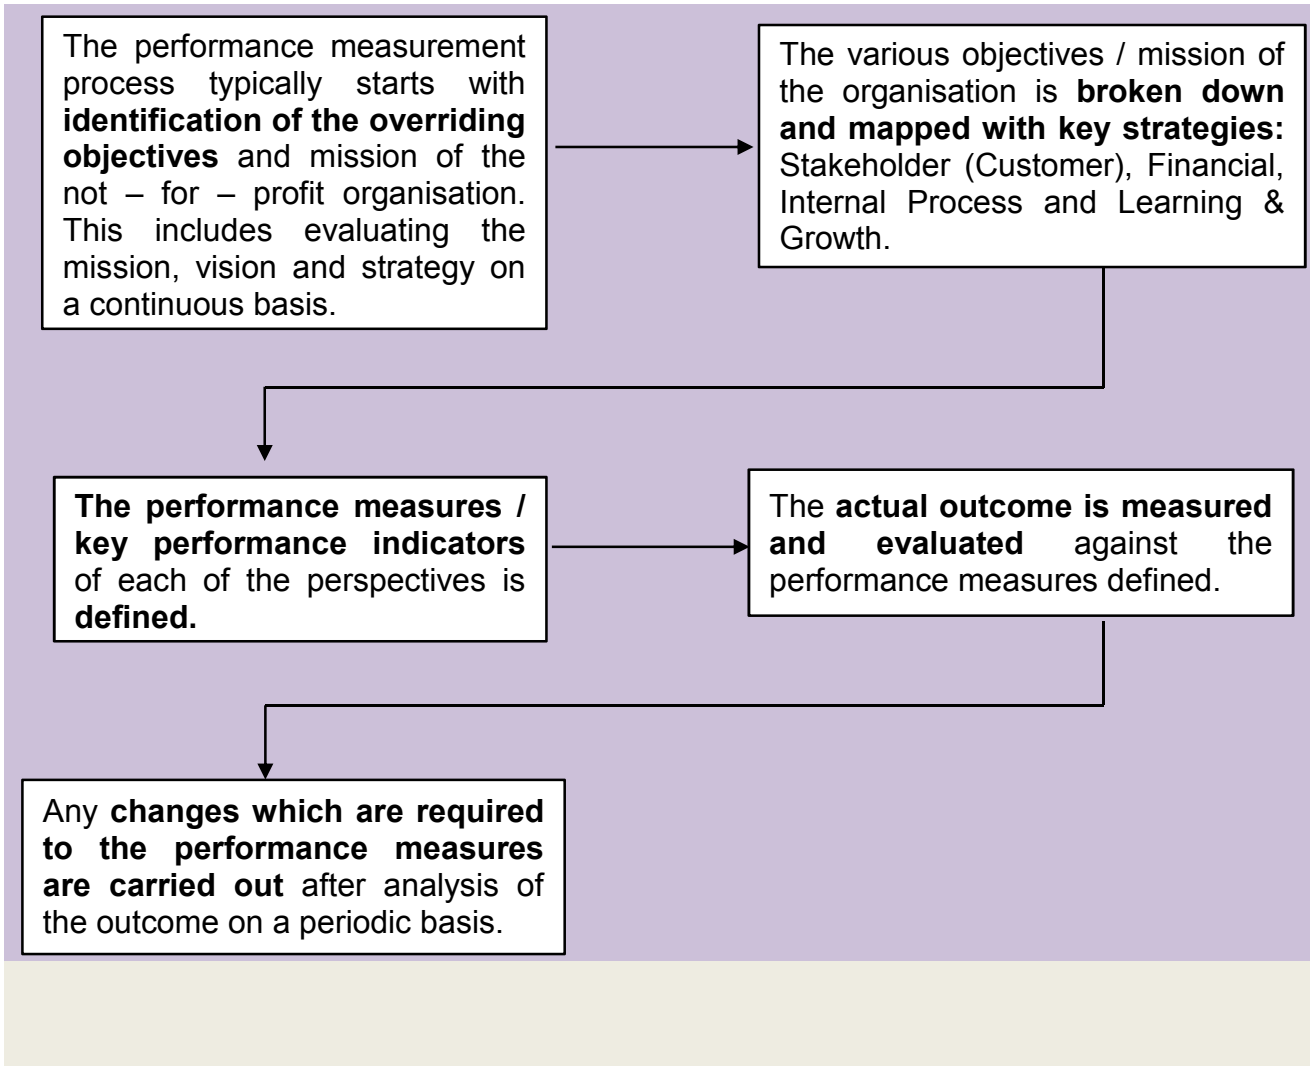 The performance measurement
process typically starts with
identification of the overriding
objectives and mission of the
not – for – profit organisation.
This includes evaluating the
mission, vision and strategy on
a continuous basis.
The various objectives / mission of
the organisation is broken down
and mapped with key strategies:
Stakeholder (Customer), Financial,
Internal Process and Learning &
Growth.
The performance measures /
key performance indicators
of each of the perspectives is
defined.
The actual outcome is measured
and evaluated against the
performance measures defined.
Any changes which are required
to the performance measures
are carried out after analysis of
the outcome on a periodic basis.